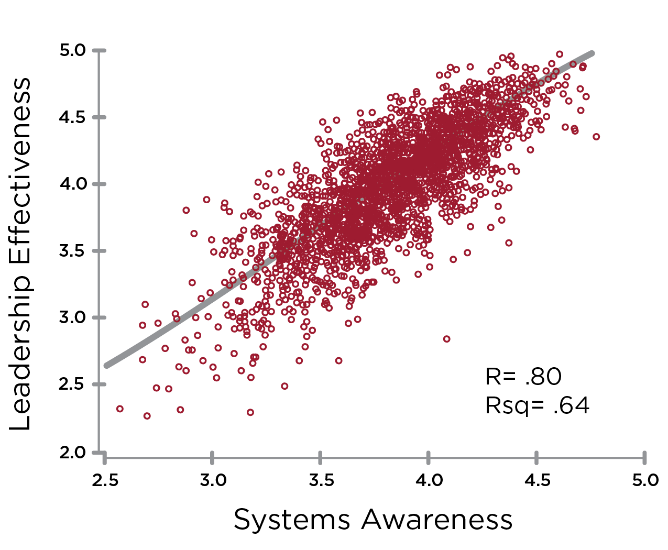 Leadership Effectiveness
5.0
4.5
4.0
3.5
3.0
2.5
2.0
R= .80
Rsq= .64
2.5 3.0 3.5 4.0 4.5 5.0
Systems Awareness